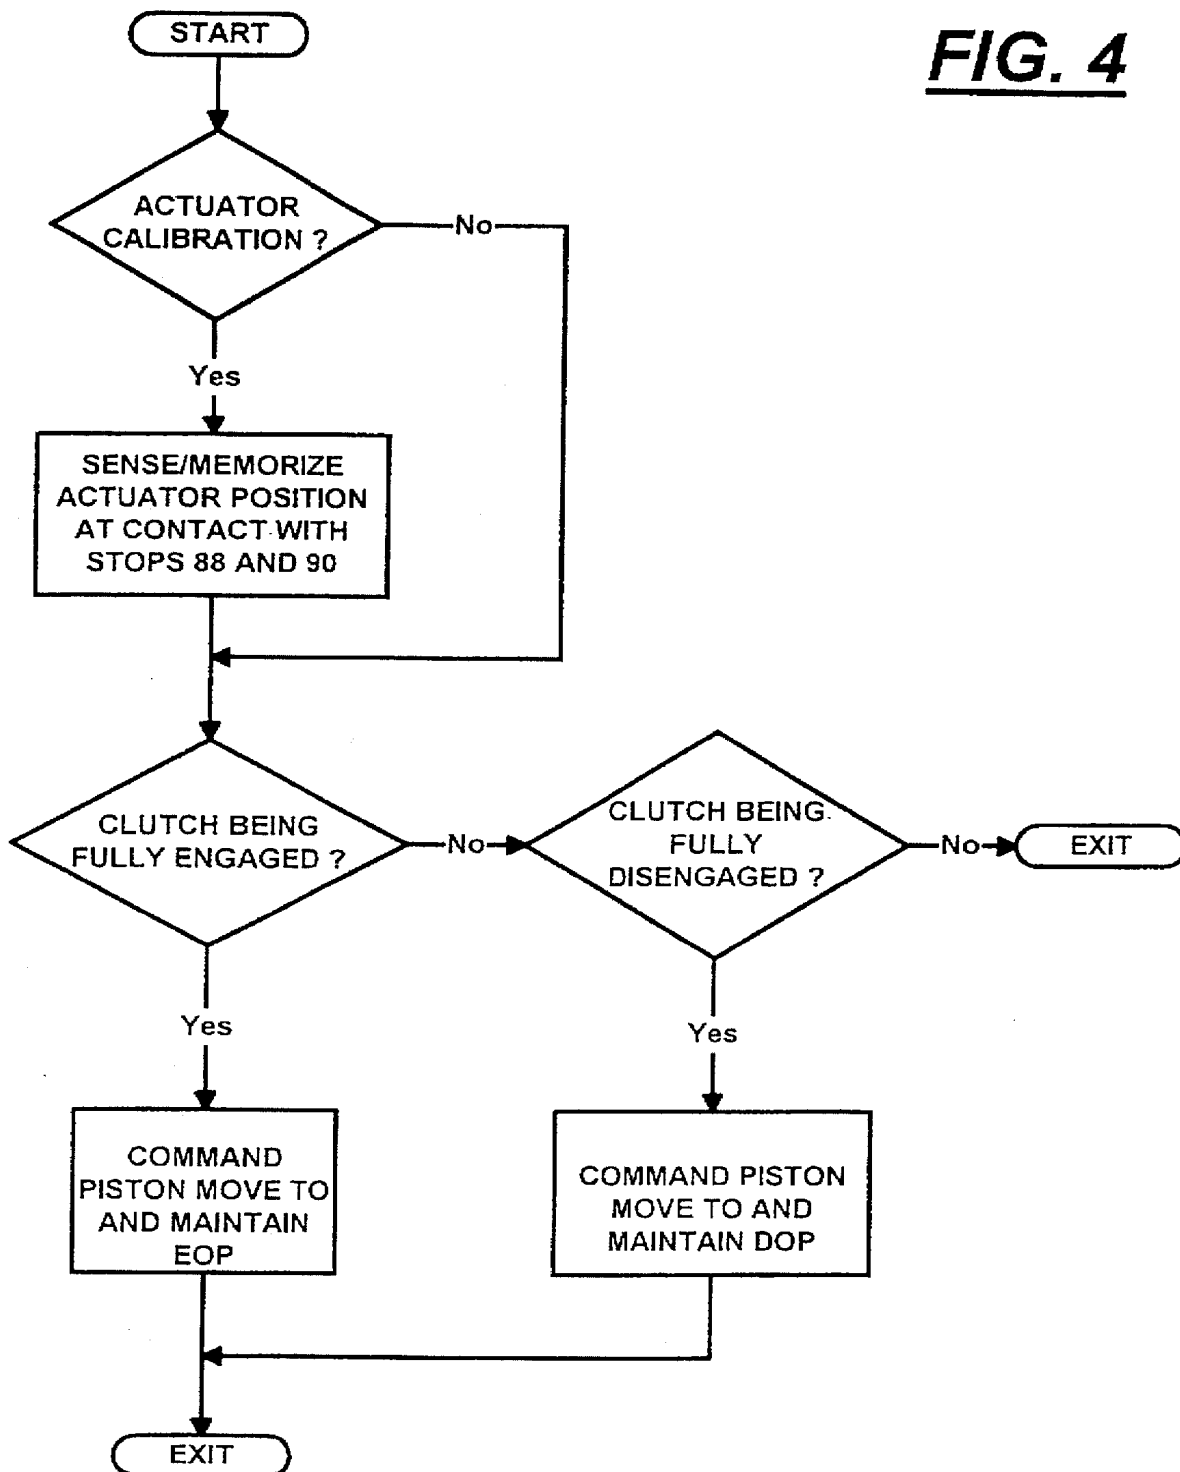 START
FIG. 4
ACTUATOR
CALIBRATION ?
No
Yes
SENSE/MEMORIZE
ACTUATOR POSITION
AT CONTACT WITH
STOPS 88 AND 90
CLUTCH BEING
FULLY ENGAGED ?
No
CLUTCH BEING
FULLY
DISENGAGED ?
No
EXIT
Yes
Yes
COMMAND
PISTON MOVE TO
AND MAINTAIN
EOP
COMMAND PISTON
MOVE TO AND
MAINTAIN DOP
EXIT